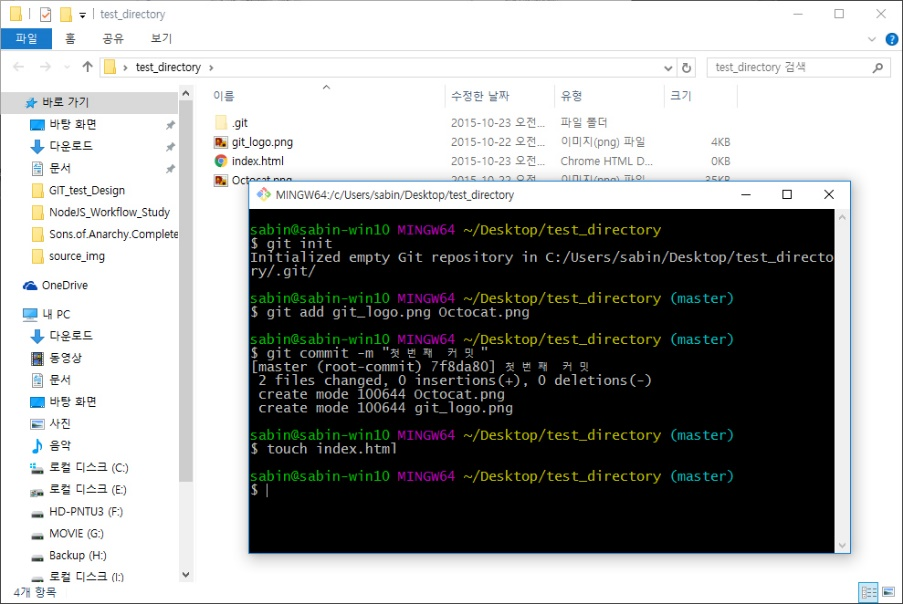 test_directory
파일 홈 공유 보기
test_directory
test_directory 검색
이름 수정한 날짜 유형 크기
.git 2015-10-23 오전... 파일 폴더
git_logo.png 2015-10-22 오전... 이미지(png) 파일 4KB
index.html 2015-10-23 오전... Chrome HTML D... 0KB
Octocat.png 2015-10-22 오전... 이미지(png) 파일 35KB
바로 가기
바탕 화면
다운로드
문서
GIT_test_Design
NodeJS_Workflow_Study
Sons.of.Anarchy.Complete
source_img
OneDrive
내 PC
다운로드
동영상
문서
바탕 화면
사진
음악
로컬 디스크 (C:)
로컬 디스크 (E:)
HD-PNTU3 (F:)
MOVIE (G:)
Backup (H:)
로컬 디스크 (I:)
4개 항목
MINGW64:/c/Users/sabin/Desktop/test_directory
sabin@sabin-win10 MINGW64 ~/Desktop/test_directory
$ git init
Initialized empty Git repository in C:/Users/sabin/Desktop/test_directo
ry/.git/
sabin@sabin-win10 MINGW64 ~/Desktop/test_directory (master)
$ git add git_logo.png Octocat.png
sabin@sabin-win10 MINGW64 ~/Desktop/test_directory (master)
$ git commit -m "첫 번 째 커 밋 "
[master (root-commit) 7f8da80] 첫 번 째 커 밋
2 files changed, 0 insertions(+), 0 deletions(-)
create mode 100644 Octocat.png
create mode 100644 git_logo.png
sabin@sabin-win10 MINGW64 ~/Desktop/test_directory (master)
$ touch index.html
sabin@sabin-win10 MINGW64 ~/Desktop/test_directory (master)
$